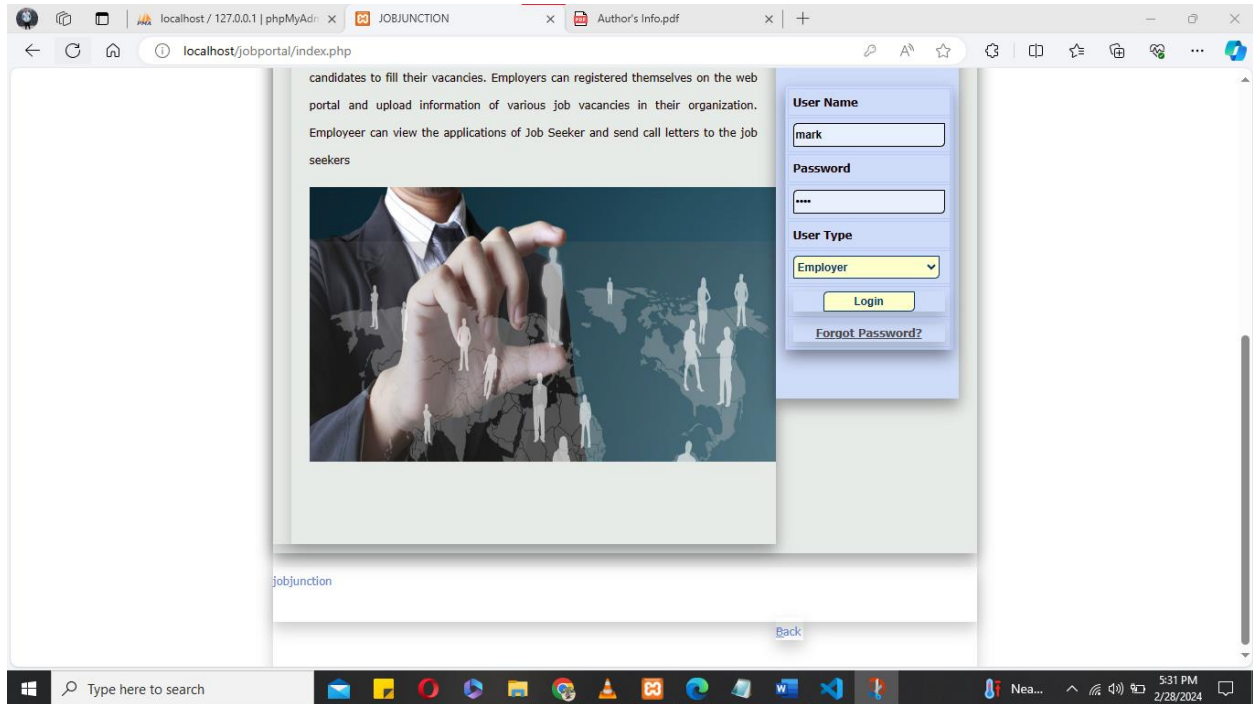 localhost / 127.0.0.1 | phpMyAdm
JOBJUNCTION
Author's Info.pdf
localhost/jobportal/index.php
candidates to fill their vacancies. Employers can registered themselves on the web
portal and upload information of various job vacancies in their organization.
Employeer can view the applications of Job Seeker and send call letters to the job
seekers
User Name
mark
Password
••••
User Type
Employer
Login
Forgot Password?
jobjunction
Back
Type here to search
Nea...
5:31 PM
2/28/2024